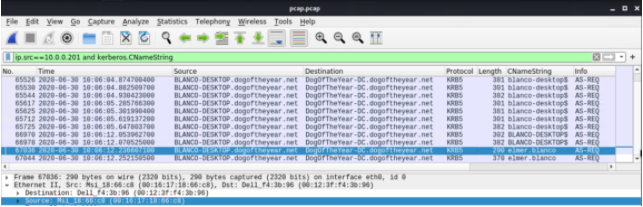 pcap.pcap
File Edit View Go Capture Analyze Statistics Telephony Wireless Tools Help
ip.src==10.0.0.201 and kerberos.CNameString
No. Time Source Destination Protocol Length CNameString Info
65526 2020-06-30 10:06:04.874700400 BLANCO-DESKTOP.dogoftheyear.net DogOfTheYear-DC.dogoftheyear.net KRB5 301 blanco-desktop$ AS-REQ
65530 2020-06-30 10:06:04.882509700 BLANCO-DESKTOP.dogoftheyear.net DogOfTheYear-DC.dogoftheyear.net KRB5 381 blanco-desktop$ AS-REQ
65544 2020-06-30 10:06:04.930423000 BLANCO-DESKTOP.dogoftheyear.net DogOfTheYear-DC.dogoftheyear.net KRB5 382 blanco-desktop$ AS-REQ
65617 2020-06-30 10:06:05.285766300 BLANCO-DESKTOP.dogoftheyear.net DogOfTheYear-DC.dogoftheyear.net KRB5 301 blanco-desktop$ AS-REQ
65625 2020-06-30 10:06:05.301990400 BLANCO-DESKTOP.dogoftheyear.net DogOfTheYear-DC.dogoftheyear.net KRB5 381 blanco-desktop$ AS-REQ
65712 2020-06-30 10:06:05.619137200 BLANCO-DESKTOP.dogoftheyear.net DogOfTheYear-DC.dogoftheyear.net KRB5 301 blanco-desktop$ AS-REQ
65725 2020-06-30 10:06:05.647803700 BLANCO-DESKTOP.dogoftheyear.net DogOfTheYear-DC.dogoftheyear.net KRB5 382 blanco-desktop$ AS-REQ
66970 2020-06-30 10:06:12.053962700 BLANCO-DESKTOP.dogoftheyear.net DogOfTheYear-DC.dogoftheyear.net KRB5 302 BLANCO-DESKTOP$ AS-REQ
66978 2020-06-30 10:06:12.070525000 BLANCO-DESKTOP.dogoftheyear.net DogOfTheYear-DC.dogoftheyear.net KRB5 382 BLANCO-DESKTOP$ AS-REQ
67036 2020-06-30 BLANCO-DESKTOP.dogoftheyear.net DogOfTheYear-DC.dogoftheyear.net KRB5 290 elmer.blanco AS-REQ
67044 2020-06-30 10:06:12.252150500 BLANCO-DESKTOP.dogoftheyear.net DogOfTheYear-DC.dogoftheyear.net KRB5 370 elmer.blanco AS-REQ
Frame 67036: 290 bytes on wire (2320 bits), 290 bytes captured (2320 bits) on interface eth0, id 0
Ethernet II, Src: Msi_18:66:c8 (00:16:17:18:66:c8), Dst: Dell_f4:3b:96 (00:12:3f:f4:3b:96)
Destination: Dell_f4:3b:96 (00:12:3f:f4:3b:96)
Source: Msi_18:66:c8 (00:16:17:18:66:c8)